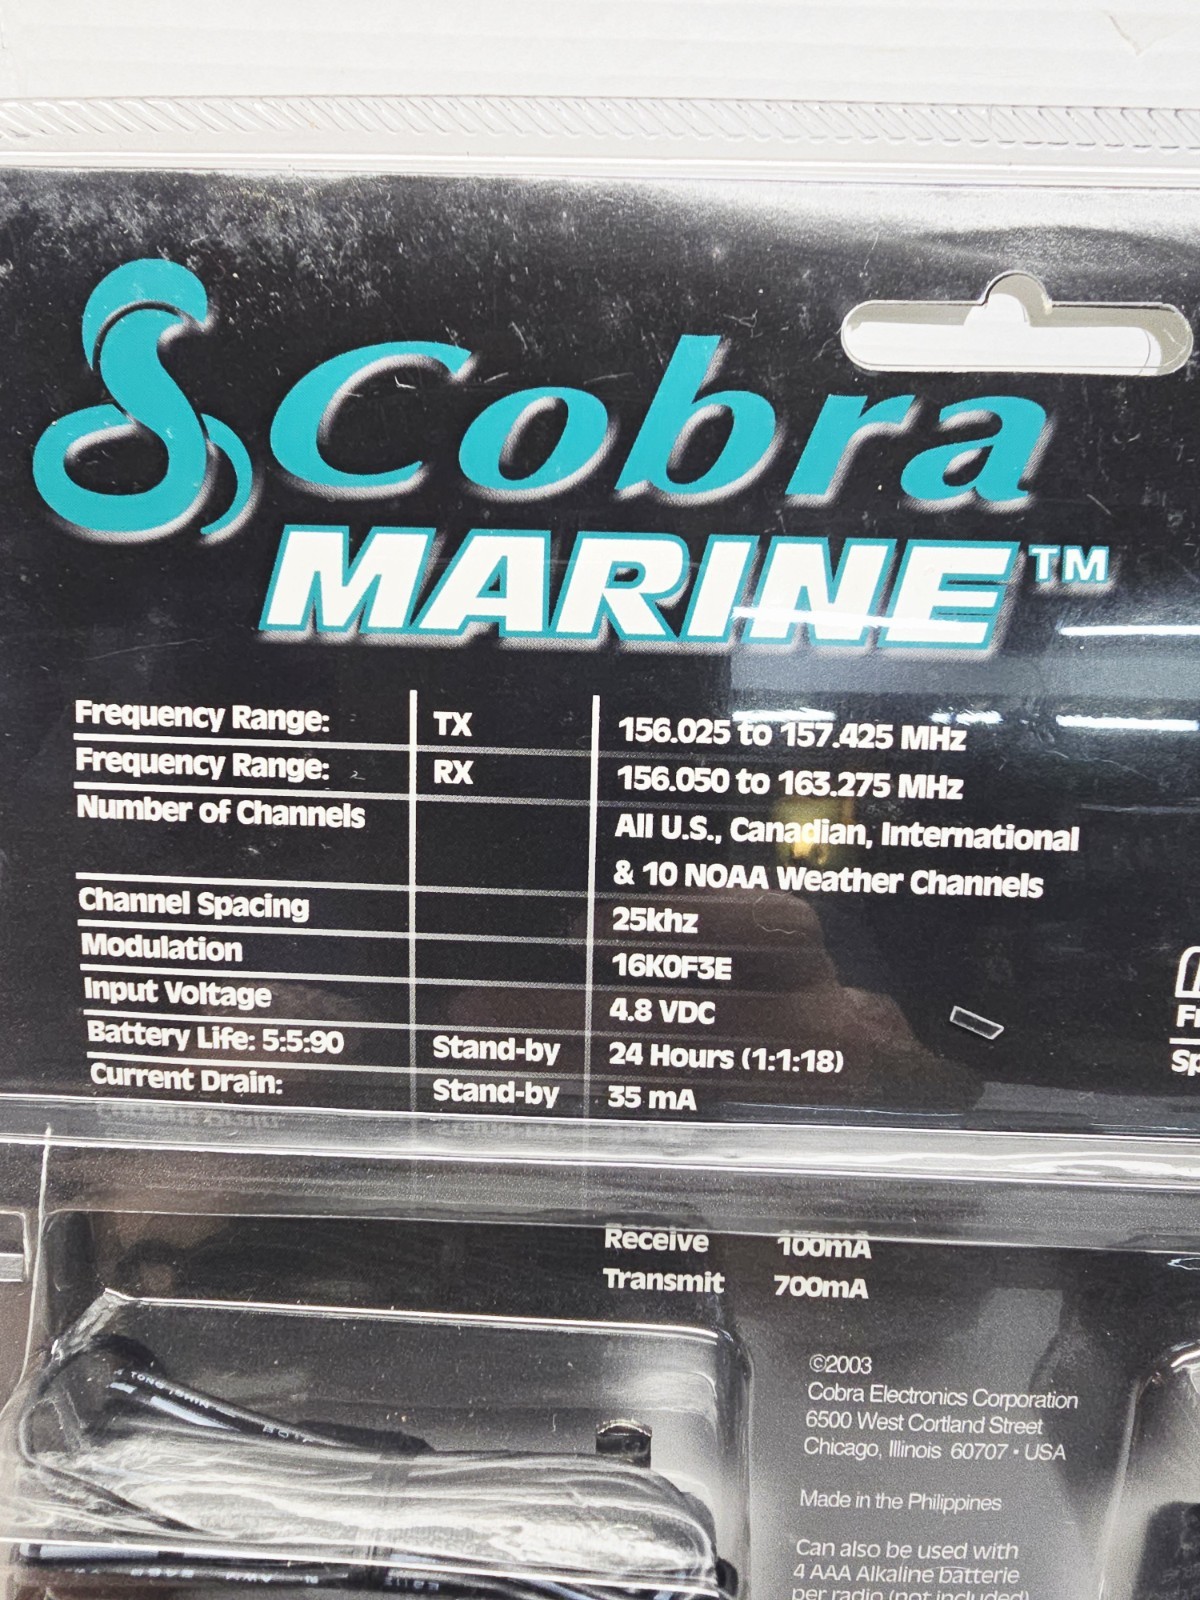 Cobra
MARINE™
Frequency Range: TX 156.025 to 157.425 MHz
Frequency Range: RX 156.050 to 163.275 MHz
Number of Channels All U.S., Canadian, International
& 10 NOAA Weather Channels
Channel Spacing 25khz
Modulation 16K0F3E
Input Voltage 4.8 VDC
Battery Life: 5:5:90 Stand-by 24 Hours (1:1:18)
Current Drain: Stand-by 35 mA
Receive 100mA
Transmit 700mA
©2003
Cobra Electronics Corporation
6500 West Cortland Street
Chicago, Illinois 60707 • USA
Made in the Philippines
Can also be used with
4 AAA Alkaline batterie
per radio (not included)